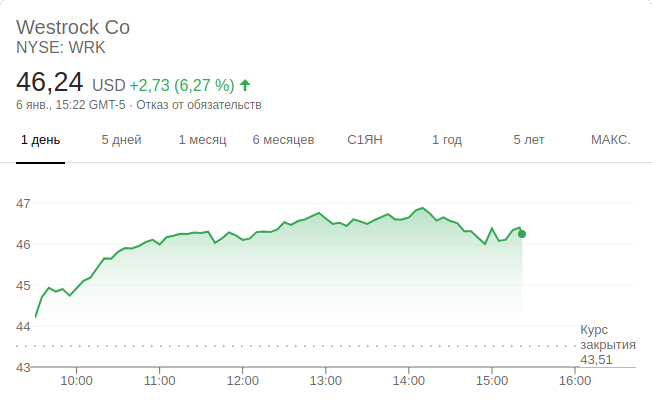 Westrock Co
NYSE: WRK
46,24 USD +2,73 (6,27 %)
6 янв., 15:22 GMT-5 · Отказ от обязательств
1 день 5 дней 1 месяц 6 месяцев С1ЯН 1 год 5 лет МАКС.
47
46
45
44
Курс
закрытия
43,51
43
10:00 11:00 12:00 13:00 14:00 15:00 16:00